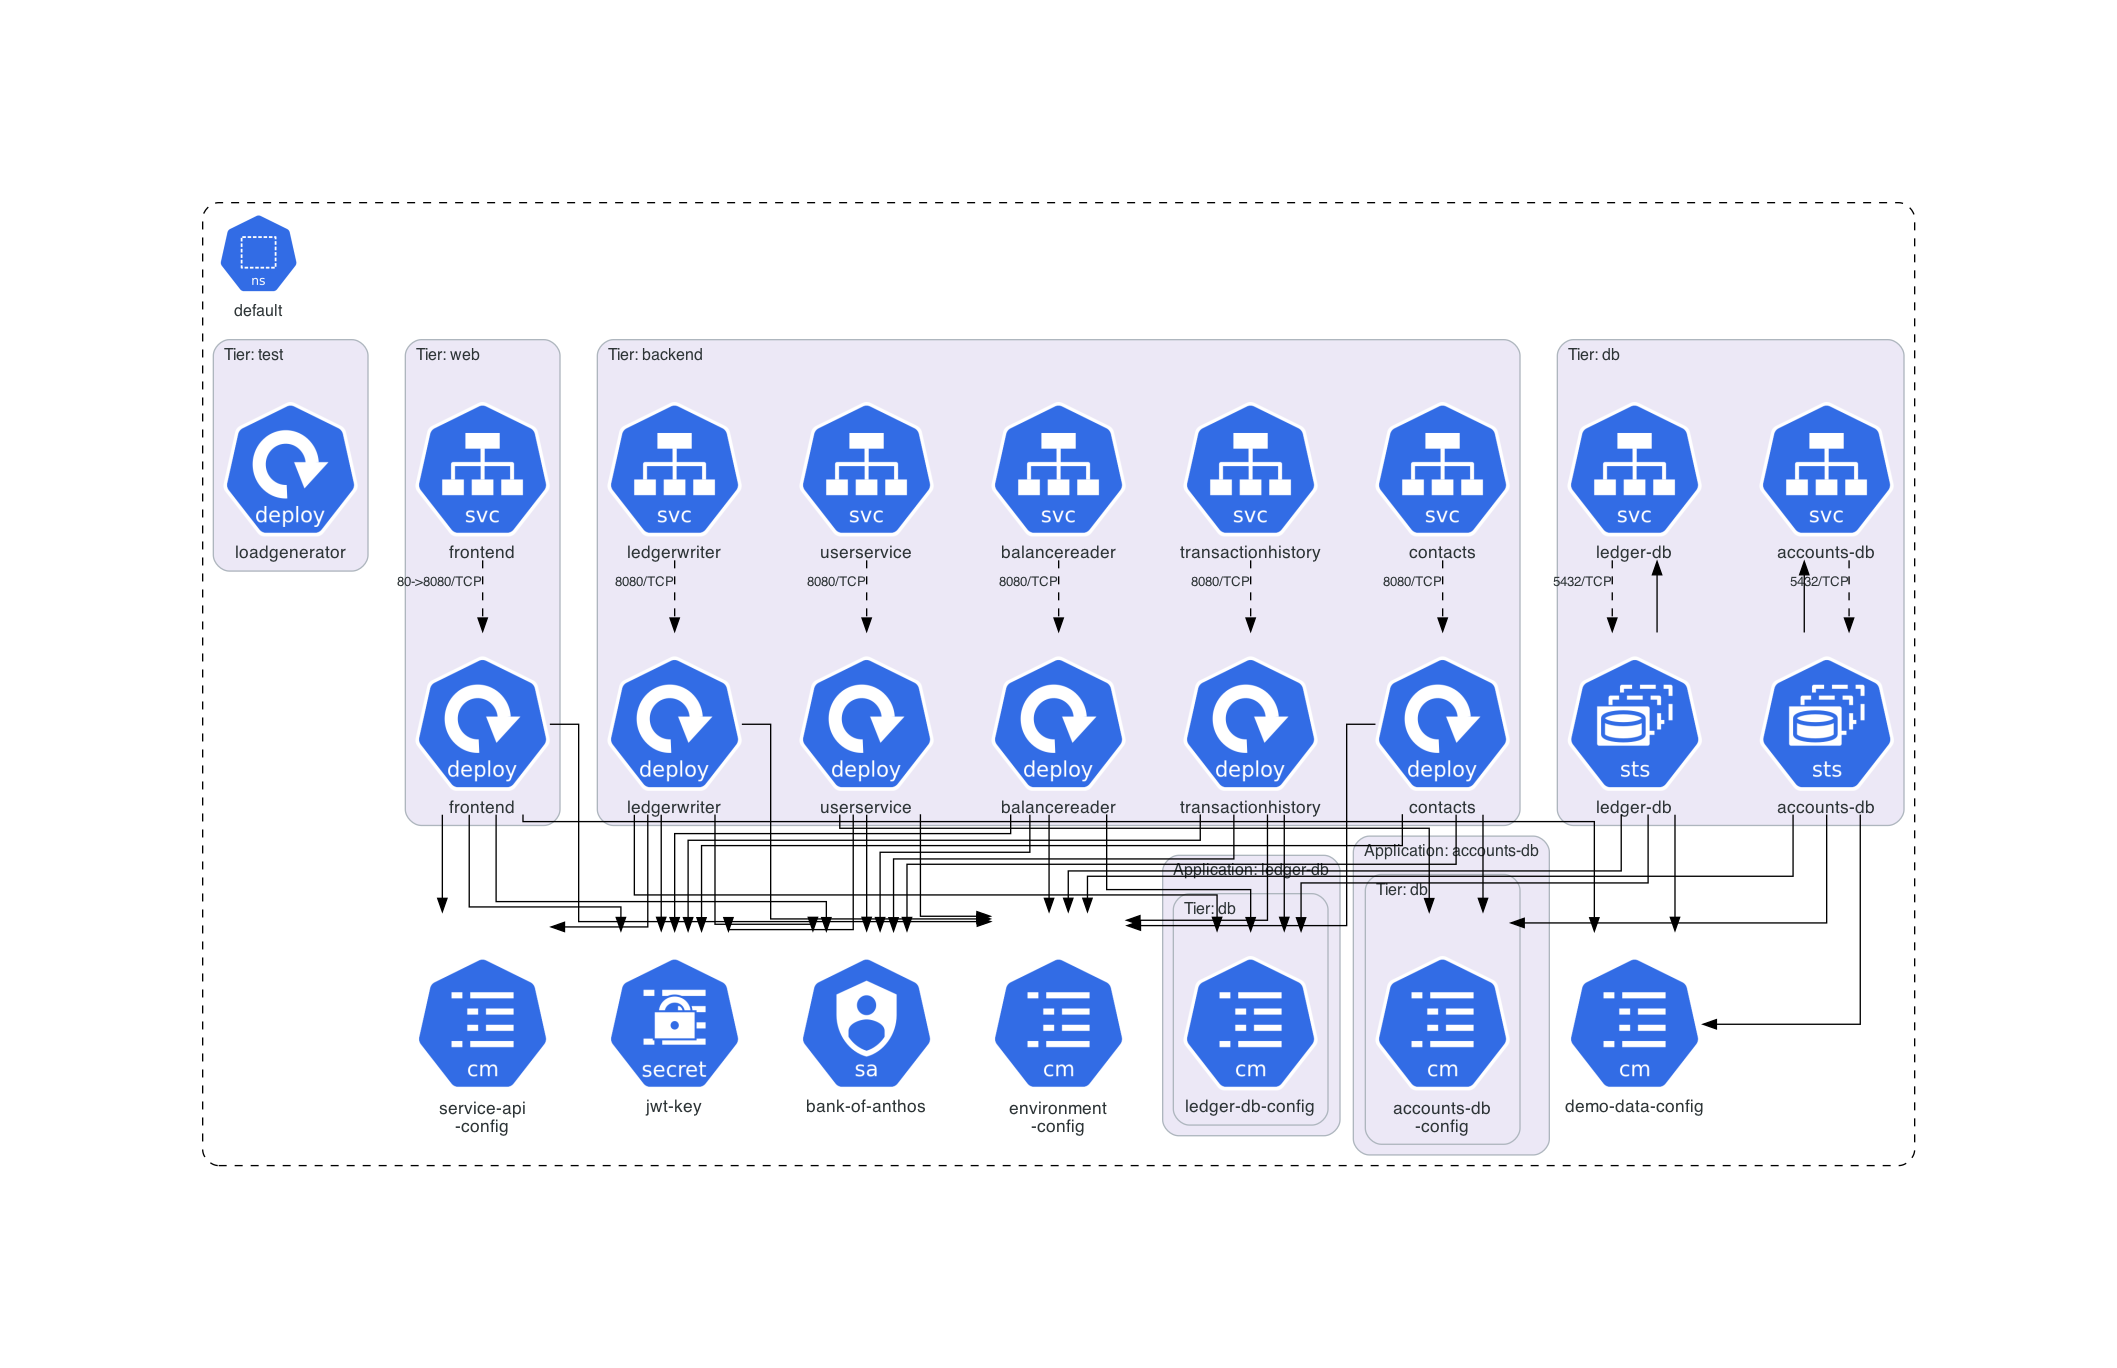 ns
default
Tier: test
Tier: web
Tier: backend
Tier: db
deploy
svc
svc
svc
svc
svc
svc
svc
svc
loadgenerator
frontend
ledgerwriter
userservice
balancereader
transactionhistory
contacts
ledger-db
accounts-db
80->8080/TCP
8080/TCP
8080/TCP
8080/TCP
8080/TCP
8080/TCP
5432/TCP
5432/TCP
deploy
deploy
deploy
deploy
deploy
deploy
sts
sts
frontend
ledgerwriter
userservice
balancereader
transactionhistory
contacts
ledger-db
accounts-db
Application: accounts-db
Application: ledger-db
Tier: db
Tier: db
cm
secret
sa
cm
cm
cm
cm
service-api
-config
jwt-key
bank-of-anthos
environment
-config
ledger-db-config
accounts-db
-config
demo-data-config